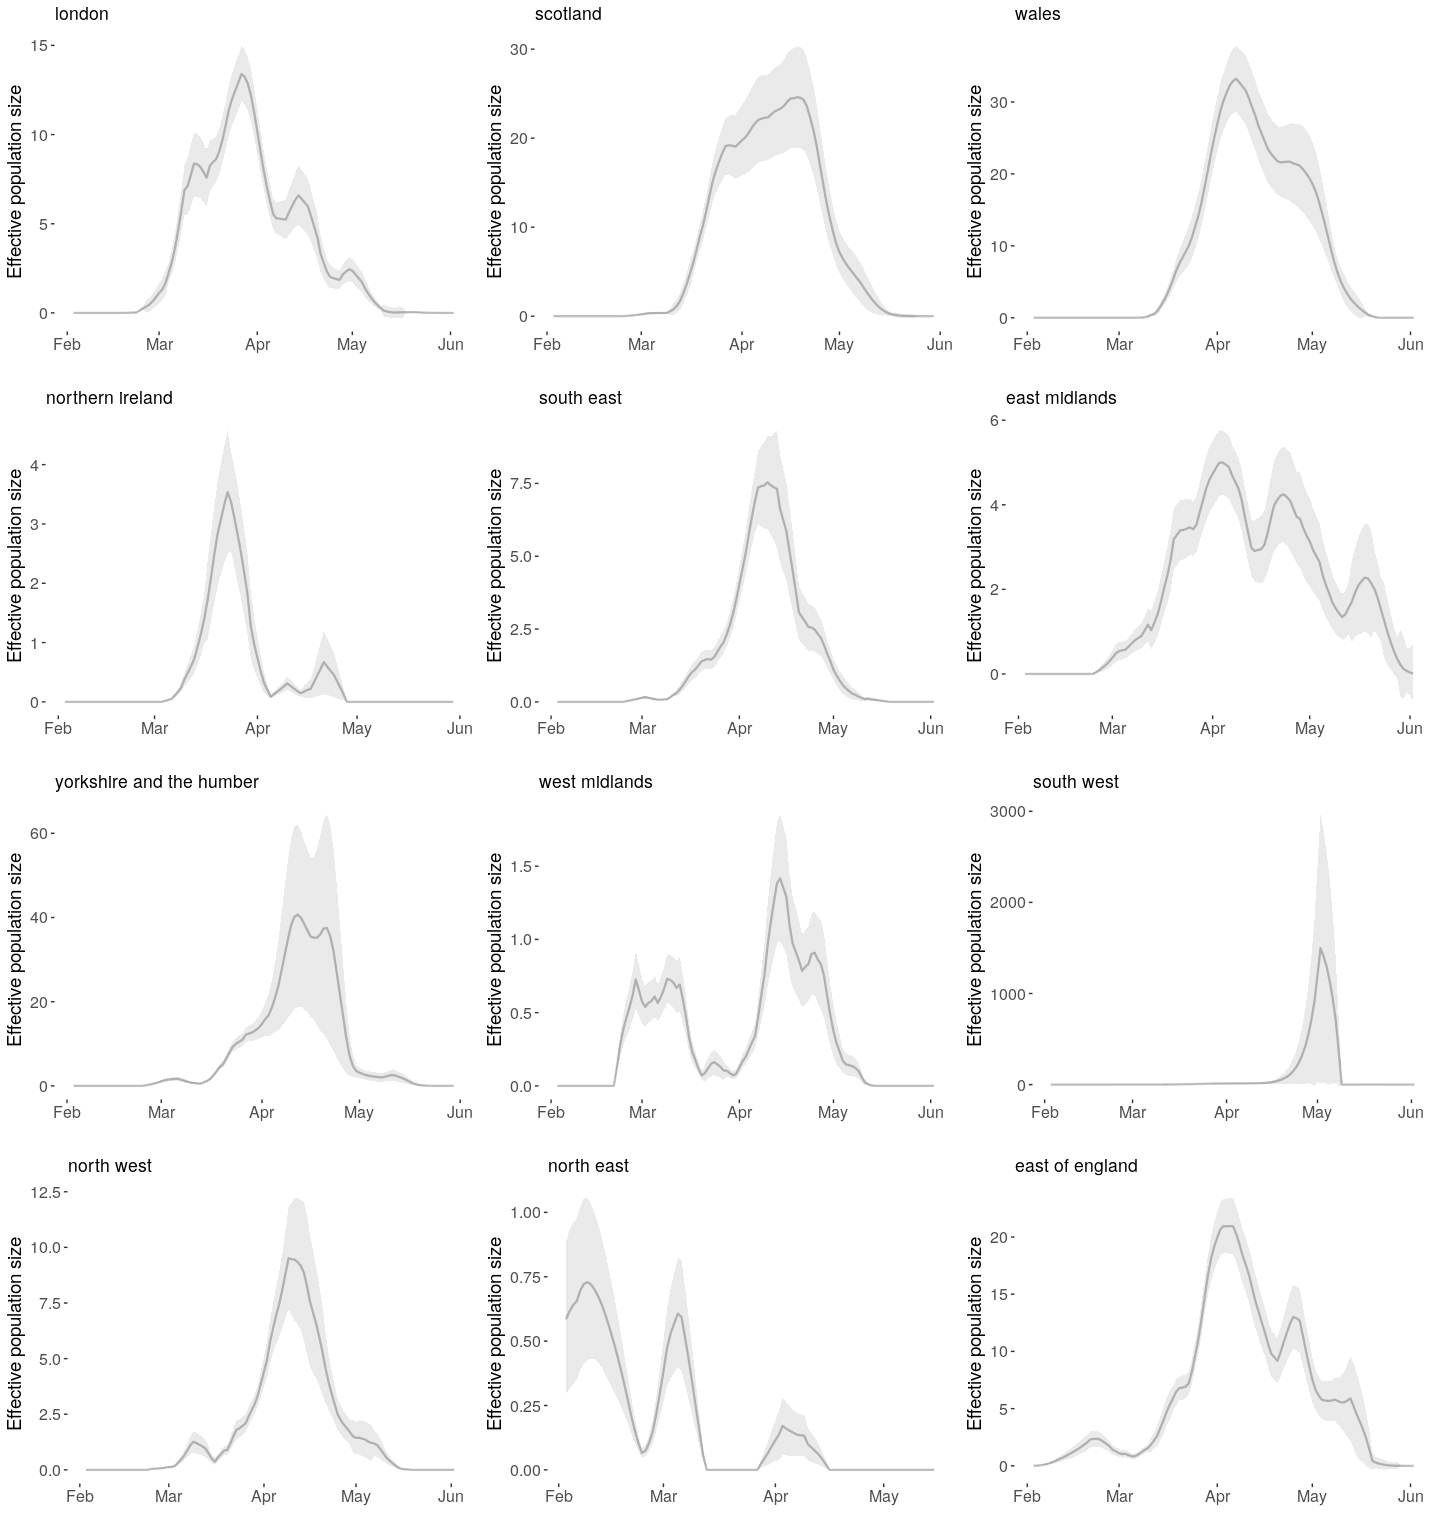 london
Effective population size
15
10
5
0
Feb Mar Apr May Jun
scotland
Effective population size
30
20
10
0
Feb Mar Apr May Jun
wales
Effective population size
30
20
10
0
Feb Mar Apr May Jun
northern ireland
Effective population size
4
3
2
1
0
Feb Mar Apr May Jun
south east
Effective population size
7.5
5.0
2.5
0.0
Feb Mar Apr May Jun
east midlands
Effective population size
6
4
2
0
Feb Mar Apr May Jun
yorkshire and the humber
Effective population size
60
40
20
0
Feb Mar Apr May Jun
west midlands
Effective population size
1.5
1.0
0.5
0.0
Feb Mar Apr May Jun
south west
Effective population size
3000
2000
1000
0
Feb Mar Apr May Jun
north west
Effective population size
12.5
10.0
7.5
5.0
2.5
0.0
Feb Mar Apr May Jun
north east
Effective population size
1.00
0.75
0.50
0.25
0.00
Feb Mar Apr May
east of england
Effective population size
20
15
10
5
0
Feb Mar Apr May Jun